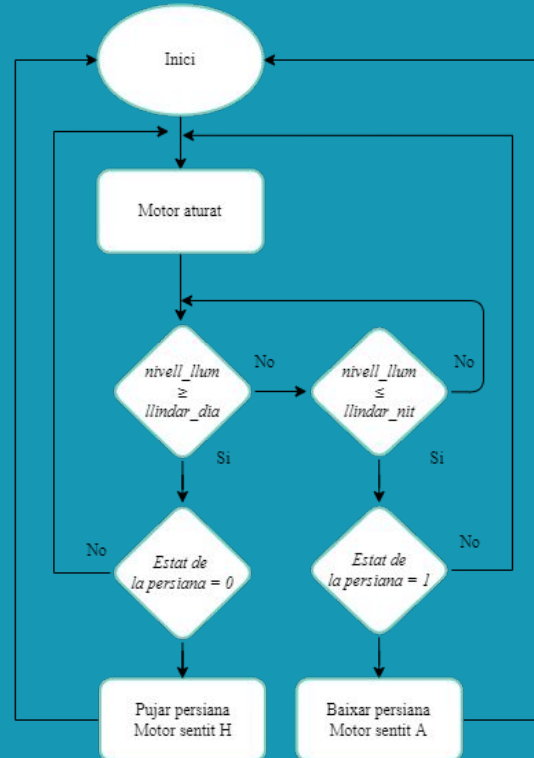 Inici
Motor aturat
nivell_llum
≥
llindar_dia
No
nivell_llum
≤
llindar_nit
No
Si
Si
Estat de
la persiana = 0
No
Estat de
la persiana = 1
No
Pujar persiana
Motor sentit H
Baixar persiana
Motor sentit A